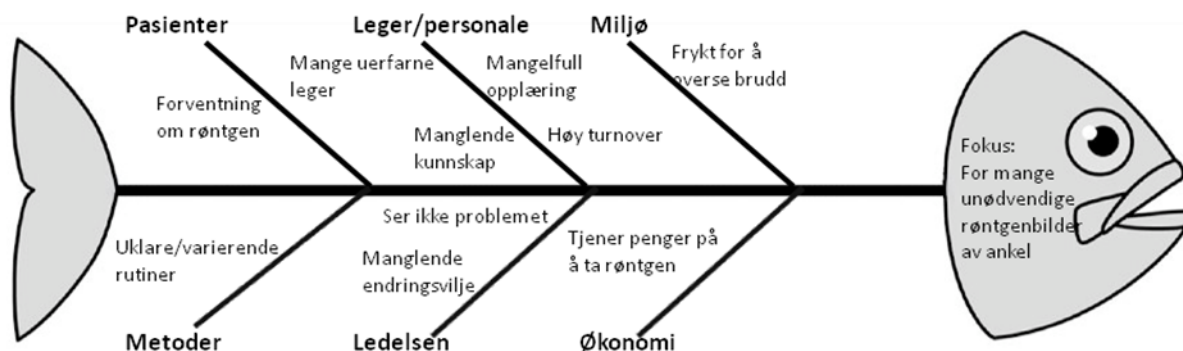 Pasienter
Leger/personale
Miljø
Forventning
om røntgen
Mange uerfarne
leger
Manglende
kunnskap
Mangelfull
opplæring
Høy turnover
Frykt for å
overse brudd
Fokus:
For mange
unødvendige
røntgenbilder
av ankel
Uklare/varierende
rutiner
Ser ikke problemet
Manglende
endringsvilje
Tjener penger på
å ta røntgen
Metoder
Ledelsen
Økonomi